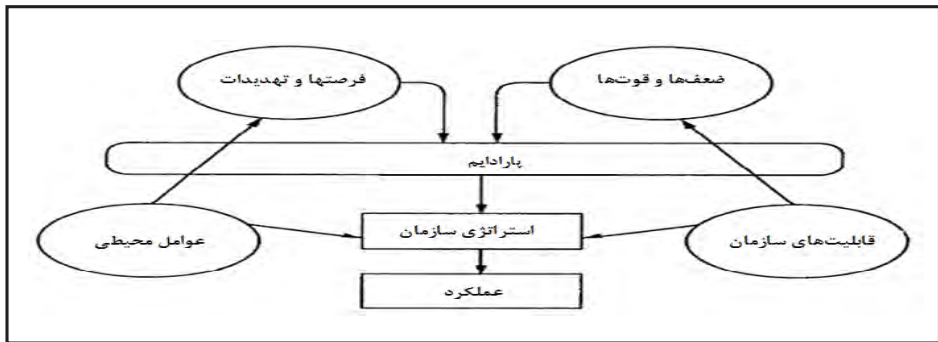 ضعف‌ها و قوت‌ها
فرصتها و تهدیدات
پارادایم
قابلیت‌های سازمان
استراتژی سازمان
عوامل محیطی
عملکرد